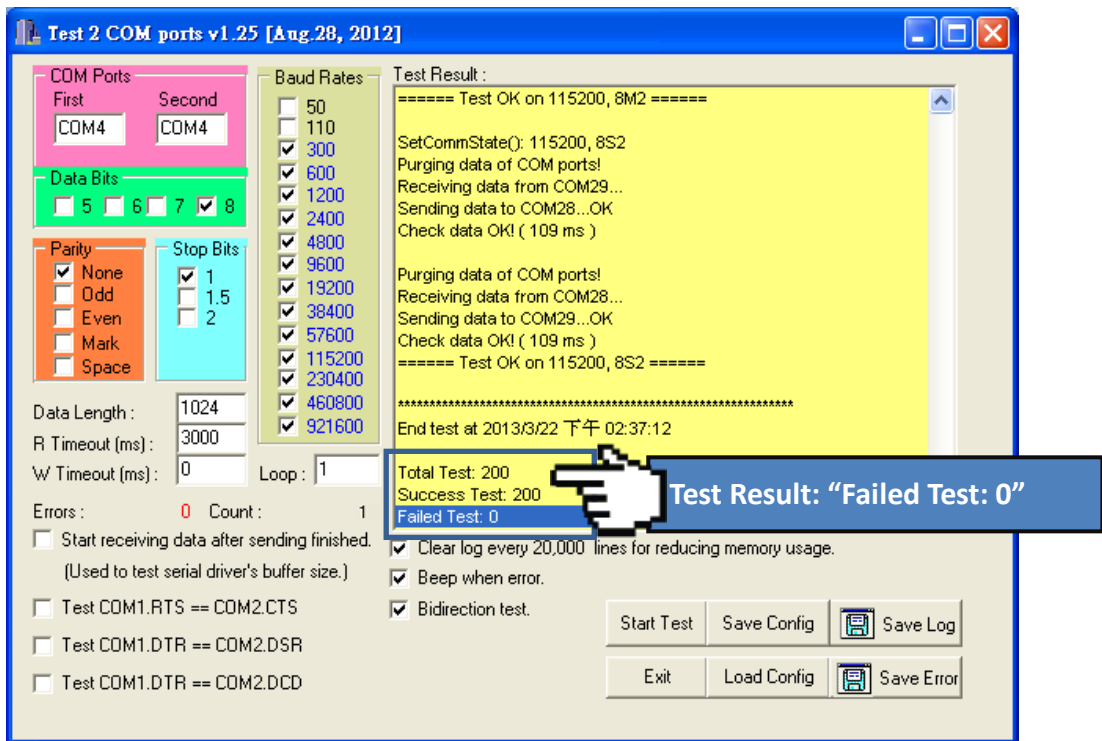 Test 2 COM ports v1.25 [Aug.28, 2012]
COM Ports
First Second
COM4 COM4
Data Bits
5 6 7 8
Parity
None
Odd
Even
Mark
Space
Stop Bits
1
1.5
2
Baud Rates
50
110
300
600
1200
2400
4800
9600
19200
38400
57600
115200
230400
460800
921600
Data Length : 1024
R Timeout (ms) : 3000
W Timeout (ms) : 0
Loop : 1
Errors : 0 Count : 1
Start receiving data after sending finished.
(Used to test serial driver's buffer size.)
Test COM1.RTS == COM2.CTS
Test COM1.DTR == COM2.DSR
Test COM1.DTR == COM2.DCD
Test Result :
====== Test OK on 115200, 8M2 ======
SetCommState(): 115200, 8S2
Purging data of COM ports!
Receiving data from COM29...
Sending data to COM28...OK
Check data OK! ( 109 ms )
Purging data of COM ports!
Receiving data from COM28...
Sending data to COM29...OK
Check data OK! ( 109 ms )
====== Test OK on 115200, 8S2 ======
******************************************************************
End test at 2013/3/22 下午 02:37:12
Total Test: 200
Success Test: 200
Failed Test: 0
Test Result: “Failed Test: 0”
Clear log every 20,000 lines for reducing memory usage.
Beep when error.
Bidirection test.
Start Test Save Config Save Log
Exit Load Config Save Error